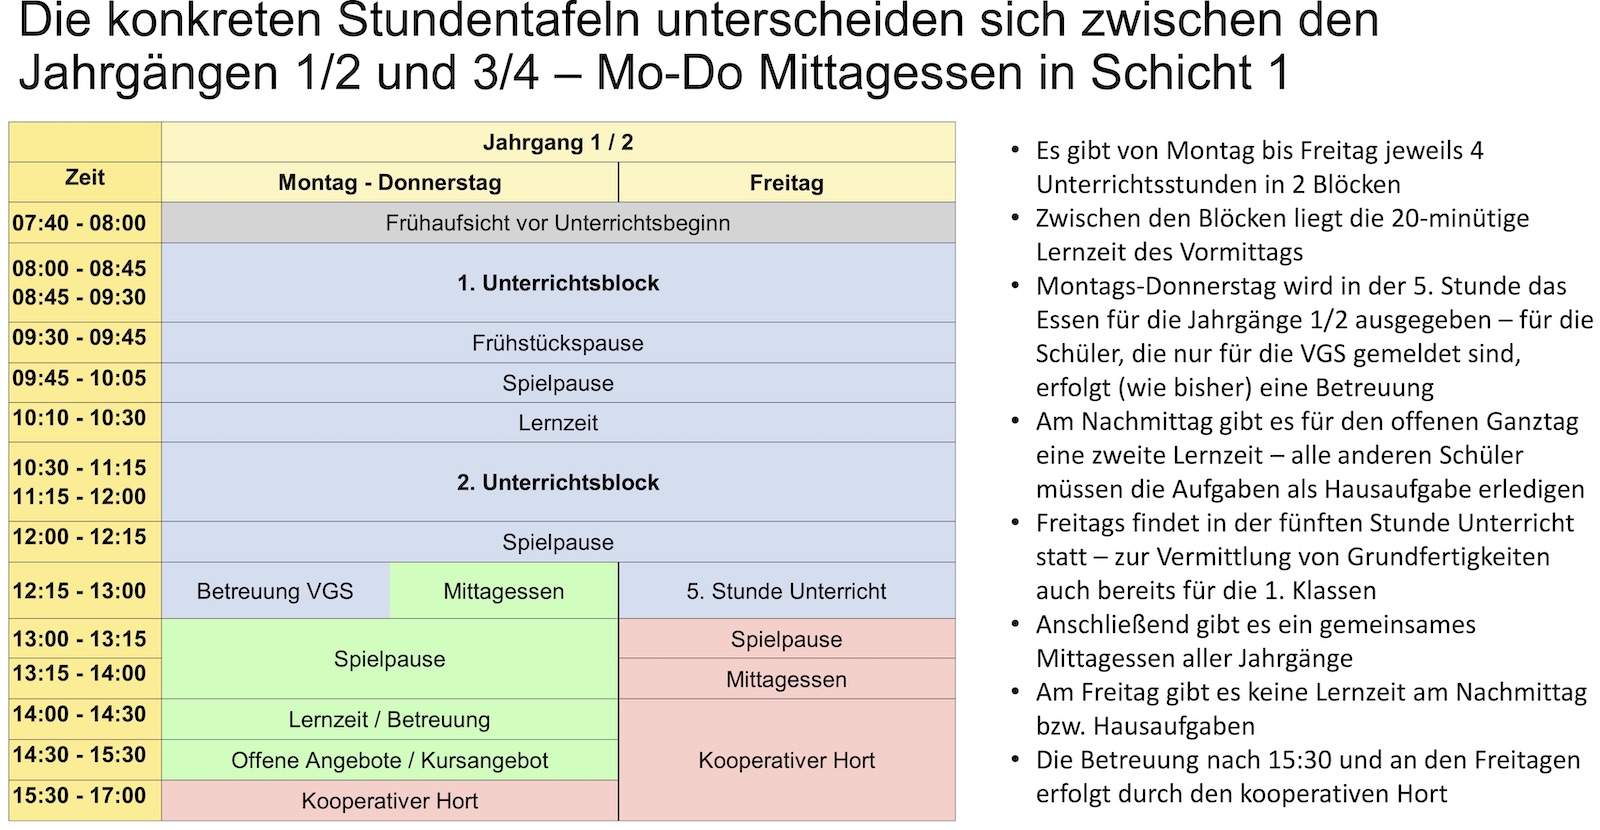 Die konkreten Stundentafeln unterscheiden sich zwischen den
Jahrgängen 1/2 und 3/4 – Mo-Do Mittagessen in Schicht 1
Jahrgang 1 / 2
Zeit
Montag - Donnerstag
Freitag
07:40 - 08:00
Frühaufsicht vor Unterrichtsbeginn
08:00 - 08:45
08:45 - 09:30
1. Unterrichtsblock
09:30 - 09:45
Frühstückspause
09:45 - 10:05
Spielpause
10:10 - 10:30
Lernzeit
10:30 - 11:15
11:15 - 12:00
2. Unterrichtsblock
12:00 - 12:15
Spielpause
12:15 - 13:00
Betreuung VGS
Mittagessen
5. Stunde Unterricht
13:00 - 13:15
Spielpause
Spielpause
13:15 - 14:00
Mittagessen
14:00 - 14:30
Lernzeit / Betreuung
14:30 - 15:30
Offene Angebote / Kursangebot
Kooperativer Hort
15:30 - 17:00
Kooperativer Hort
• Es gibt von Montag bis Freitag jeweils 4
Unterrichtsstunden in 2 Blöcken
• Zwischen den Blöcken liegt die 20-minütige
Lernzeit des Vormittags
• Montags-Donnerstag wird in der 5. Stunde das
Essen für die Jahrgänge 1/2 ausgegeben – für die
Schüler, die nur für die VGS gemeldet sind,
erfolgt (wie bisher) eine Betreuung
• Am Nachmittag gibt es für den offenen Ganztag
eine zweite Lernzeit – alle anderen Schüler
müssen die Aufgaben als Hausaufgabe erledigen
• Freitags findet in der fünften Stunde Unterricht
statt – zur Vermittlung von Grundfertigkeiten
auch bereits für die 1. Klassen
• Anschließend gibt es ein gemeinsames
Mittagessen aller Jahrgänge
• Am Freitag gibt es keine Lernzeit am Nachmittag
bzw. Hausaufgaben
• Die Betreuung nach 15:30 und an den Freitagen
erfolgt durch den kooperativen Hort